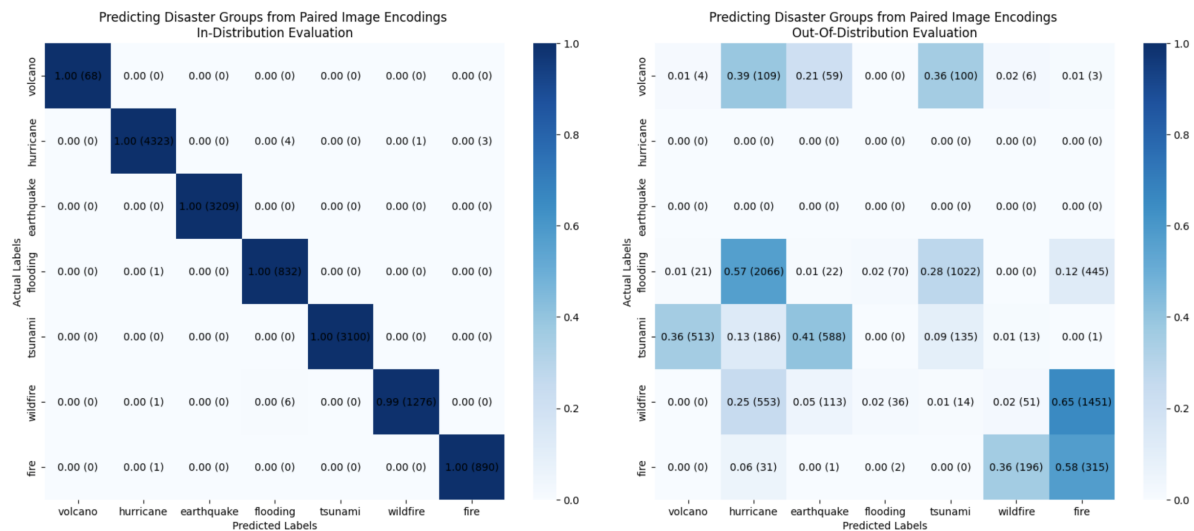 Predicting Disaster Groups from Paired Image Encodings
In-Distribution Evaluation
volcano
hurricane
earthquake
flooding
tsunami
wildfire
fire
Actual Labels
1.00 (68) 0.00 (0) 0.00 (0) 0.00 (0) 0.00 (0) 0.00 (0) 0.00 (0)
0.00 (0) 1.00 (4323) 0.00 (0) 0.00 (4) 0.00 (0) 0.00 (1) 0.00 (3)
0.00 (0) 0.00 (0) 1.00 (3209) 0.00 (0) 0.00 (0) 0.00 (0) 0.00 (0)
0.00 (0) 0.00 (1) 0.00 (0) 1.00 (832) 0.00 (0) 0.00 (0) 0.00 (0)
0.00 (0) 0.00 (0) 0.00 (0) 0.00 (0) 1.00 (3100) 0.00 (0) 0.00 (0)
0.00 (0) 0.00 (1) 0.00 (0) 0.00 (6) 0.00 (0) 0.99 (1276) 0.00 (0)
0.00 (0) 0.00 (1) 0.00 (0) 0.00 (0) 0.00 (0) 0.00 (0) 1.00 (890)
volcano hurricane earthquake flooding tsunami wildfire fire
Predicted Labels
1.0
0.8
0.6
0.4
0.2
0.0
Predicting Disaster Groups from Paired Image Encodings
Out-Of-Distribution Evaluation
volcano
hurricane
earthquake
flooding
tsunami
wildfire
fire
Actual Labels
0.01 (4) 0.39 (109) 0.21 (59) 0.00 (0) 0.36 (100) 0.02 (6) 0.01 (3)
0.00 (0) 0.00 (0) 0.00 (0) 0.00 (0) 0.00 (0) 0.00 (0) 0.00 (0)
0.00 (0) 0.00 (0) 0.00 (0) 0.00 (0) 0.00 (0) 0.00 (0) 0.00 (0)
0.01 (21) 0.57 (2066) 0.01 (22) 0.02 (70) 0.28 (1022) 0.00 (0) 0.12 (445)
0.36 (513) 0.13 (186) 0.41 (588) 0.00 (0) 0.09 (135) 0.01 (13) 0.00 (1)
0.00 (0) 0.25 (553) 0.05 (113) 0.02 (36) 0.01 (14) 0.02 (51) 0.65 (1451)
0.00 (0) 0.06 (31) 0.00 (1) 0.00 (2) 0.00 (0) 0.36 (196) 0.58 (315)
volcano hurricane earthquake flooding tsunami wildfire fire
Predicted Labels
1.0
0.8
0.6
0.4
0.2
0.0